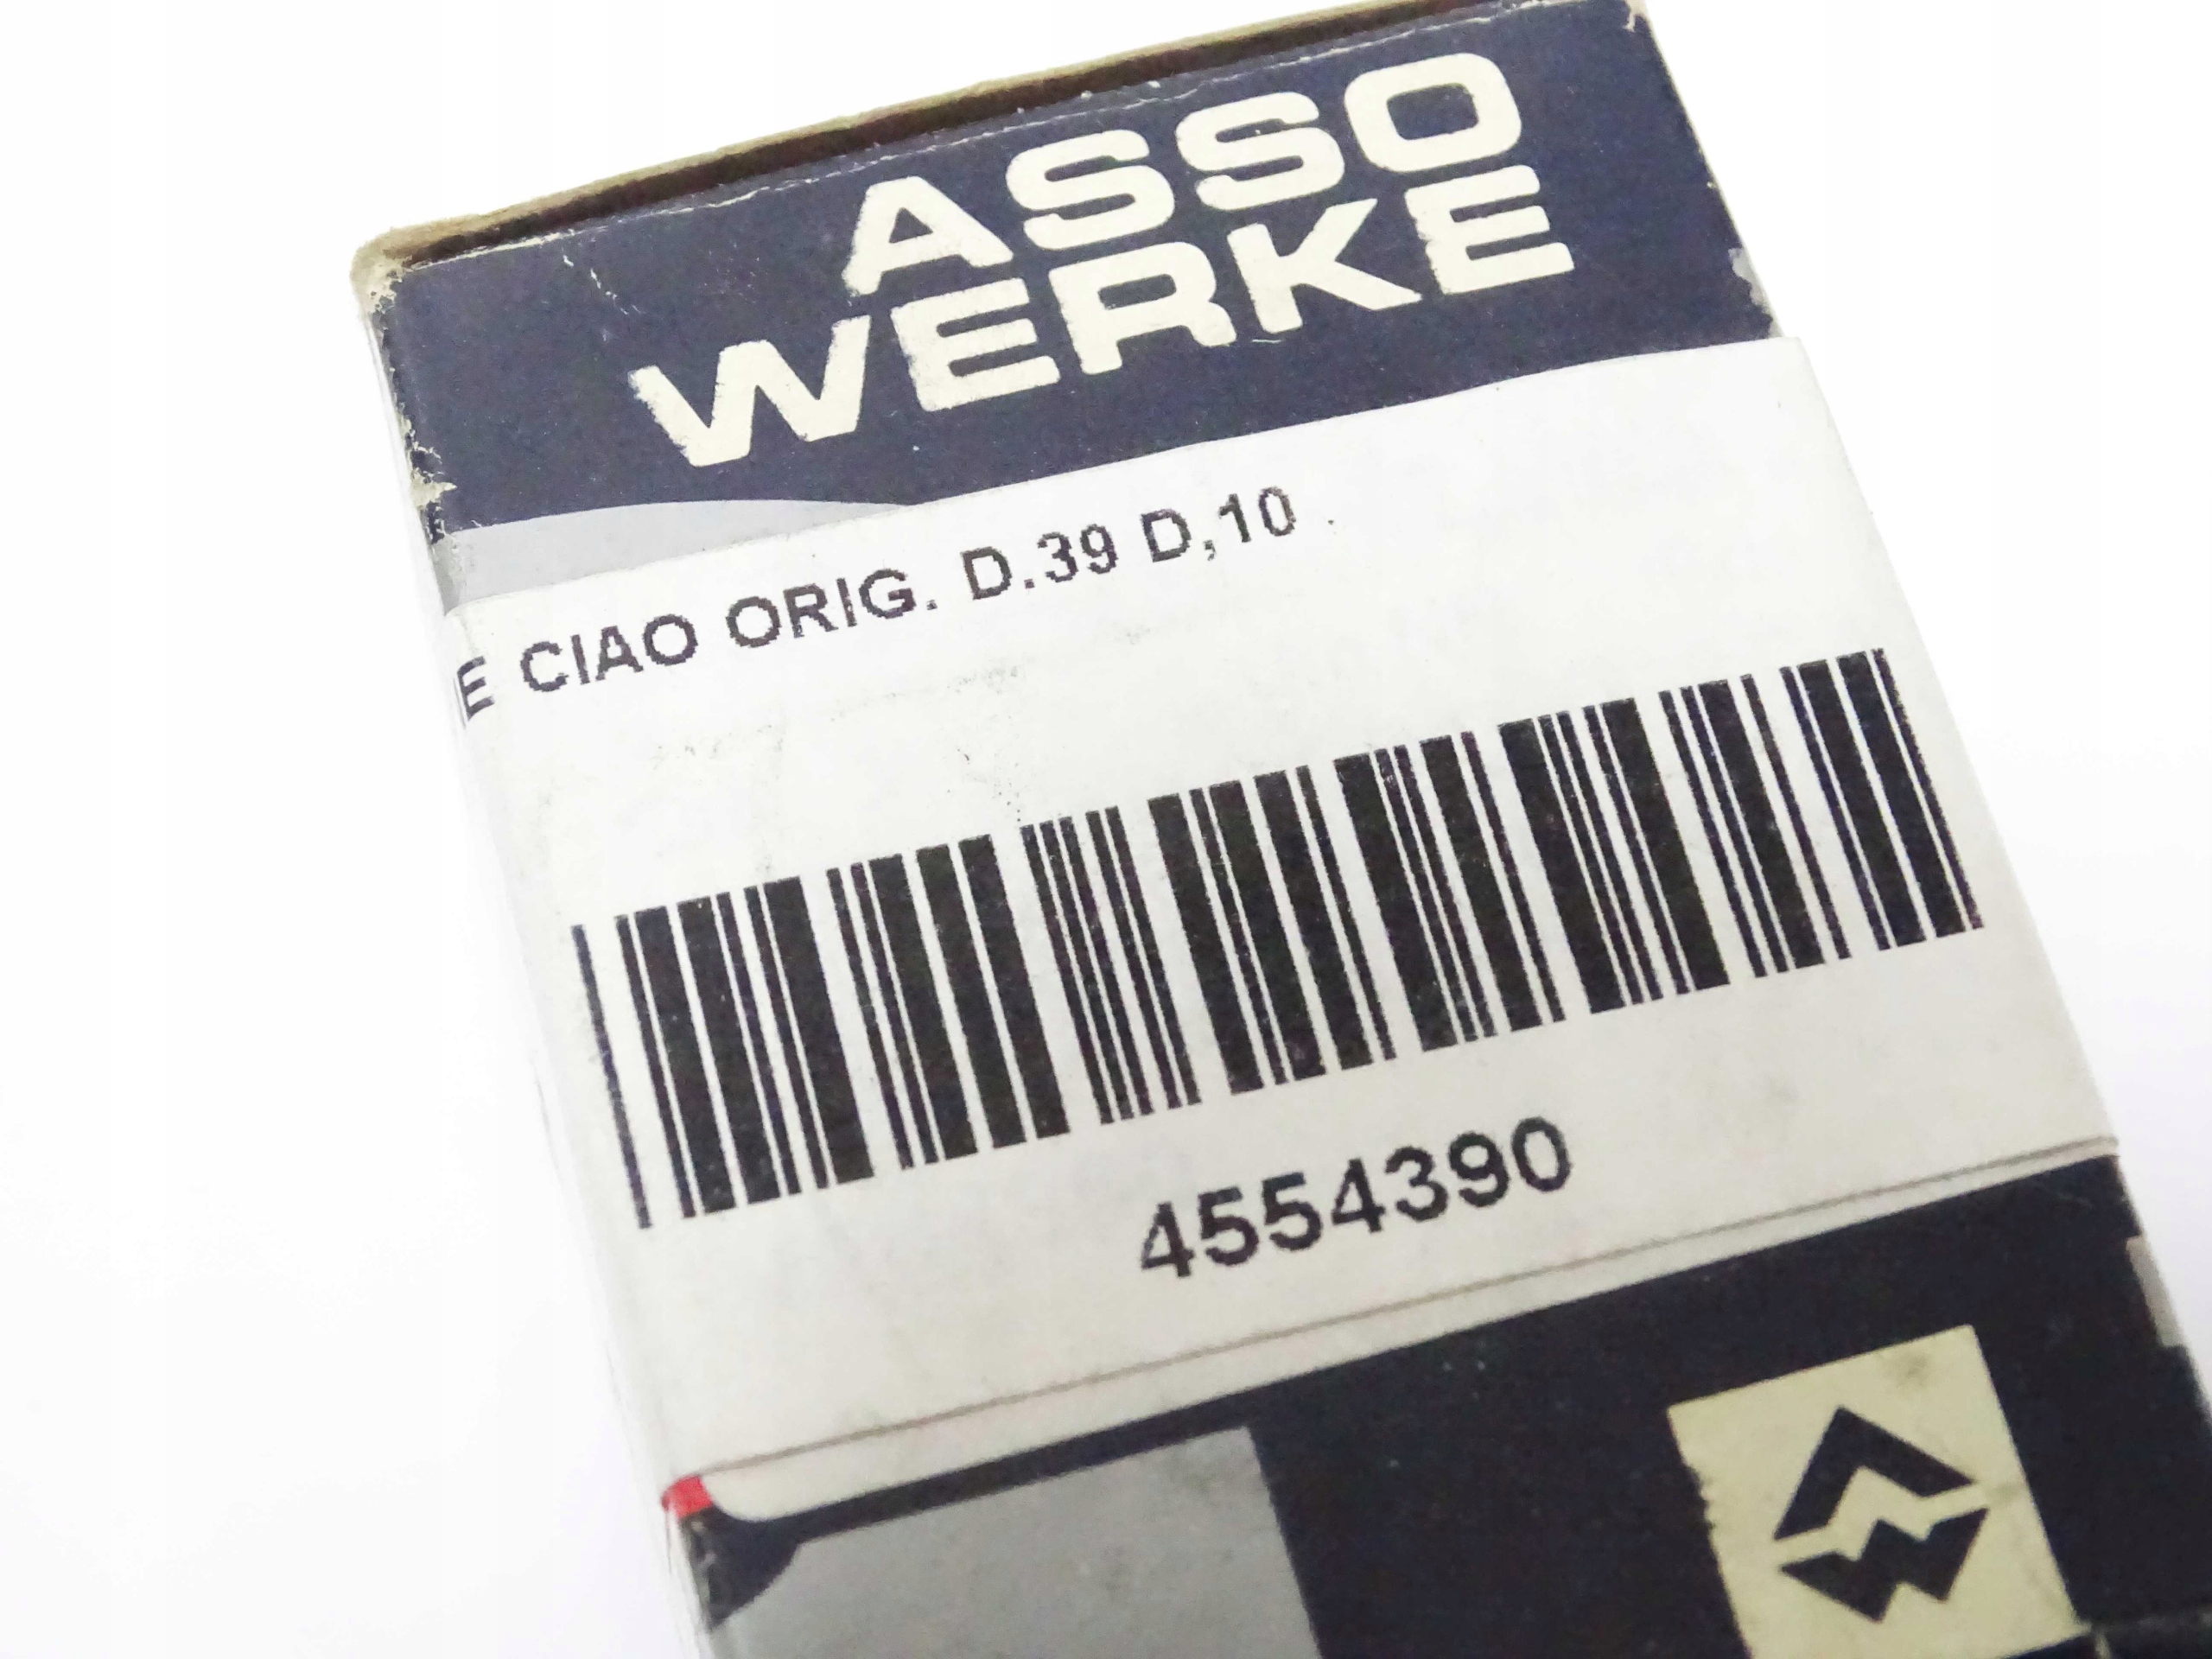 ASSO
WERKE
E CIAO ORIG. D.39 D,10
4554390